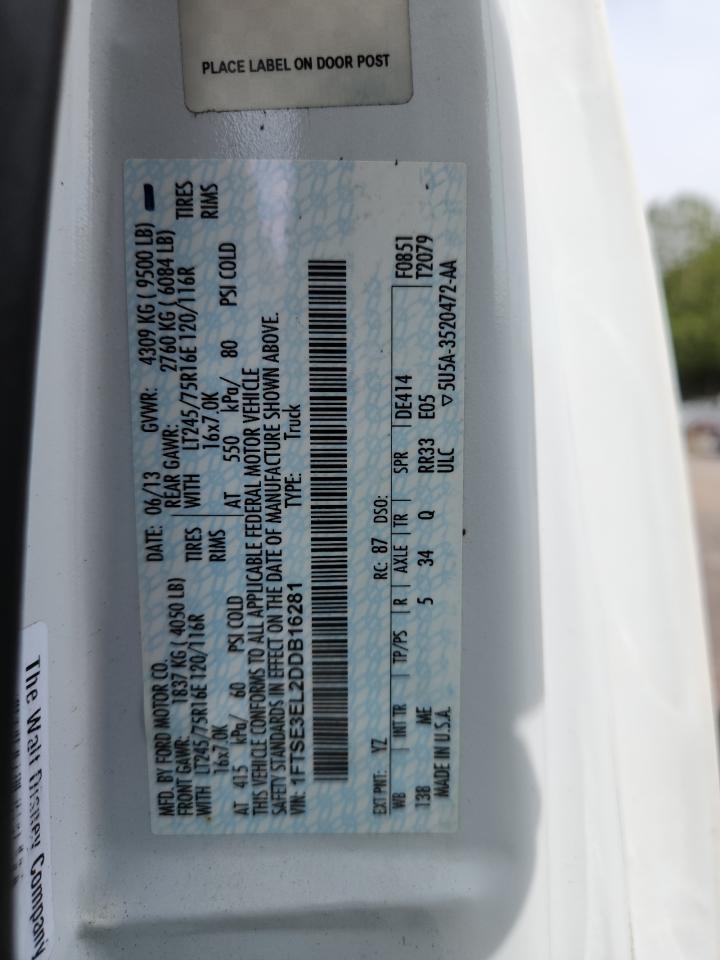 PLACE LABEL ON DOOR POST
MFD. BY FORD MOTOR CO.
DATE: 06/13 GVWR: 4309 KG ( 9500 LB)
FRONT GAWR: 1837 KG ( 4050 LB)
REAR GAWR: 2760 KG ( 6084 LB)
WITH LT245/75R16E 120/116R TIRES
WITH LT245/75R16E 120/116R TIRES
16x7.0K RIMS
16x7.0K RIMS
AT 415 kPa/ 60 PSI COLD
AT 550 kPa/ 80 PSI COLD
THIS VEHICLE CONFORMS TO ALL APPLICABLE FEDERAL MOTOR VEHICLE
SAFETY STANDARDS IN EFFECT ON THE DATE OF MANUFACTURE SHOWN ABOVE.
VIN: 1FTSE3EL2DDB16281 TYPE: Truck
EXT PNT: YZ RC: 87 DSO: F0851
WB INT TR TP/PS R AXLE TR SPR DE414 T2079
138 ME 5 34 Q RR33 E05
MADE IN U.S.A. ULC ▽5U5A-3520472-AA
The Walt Disney Company